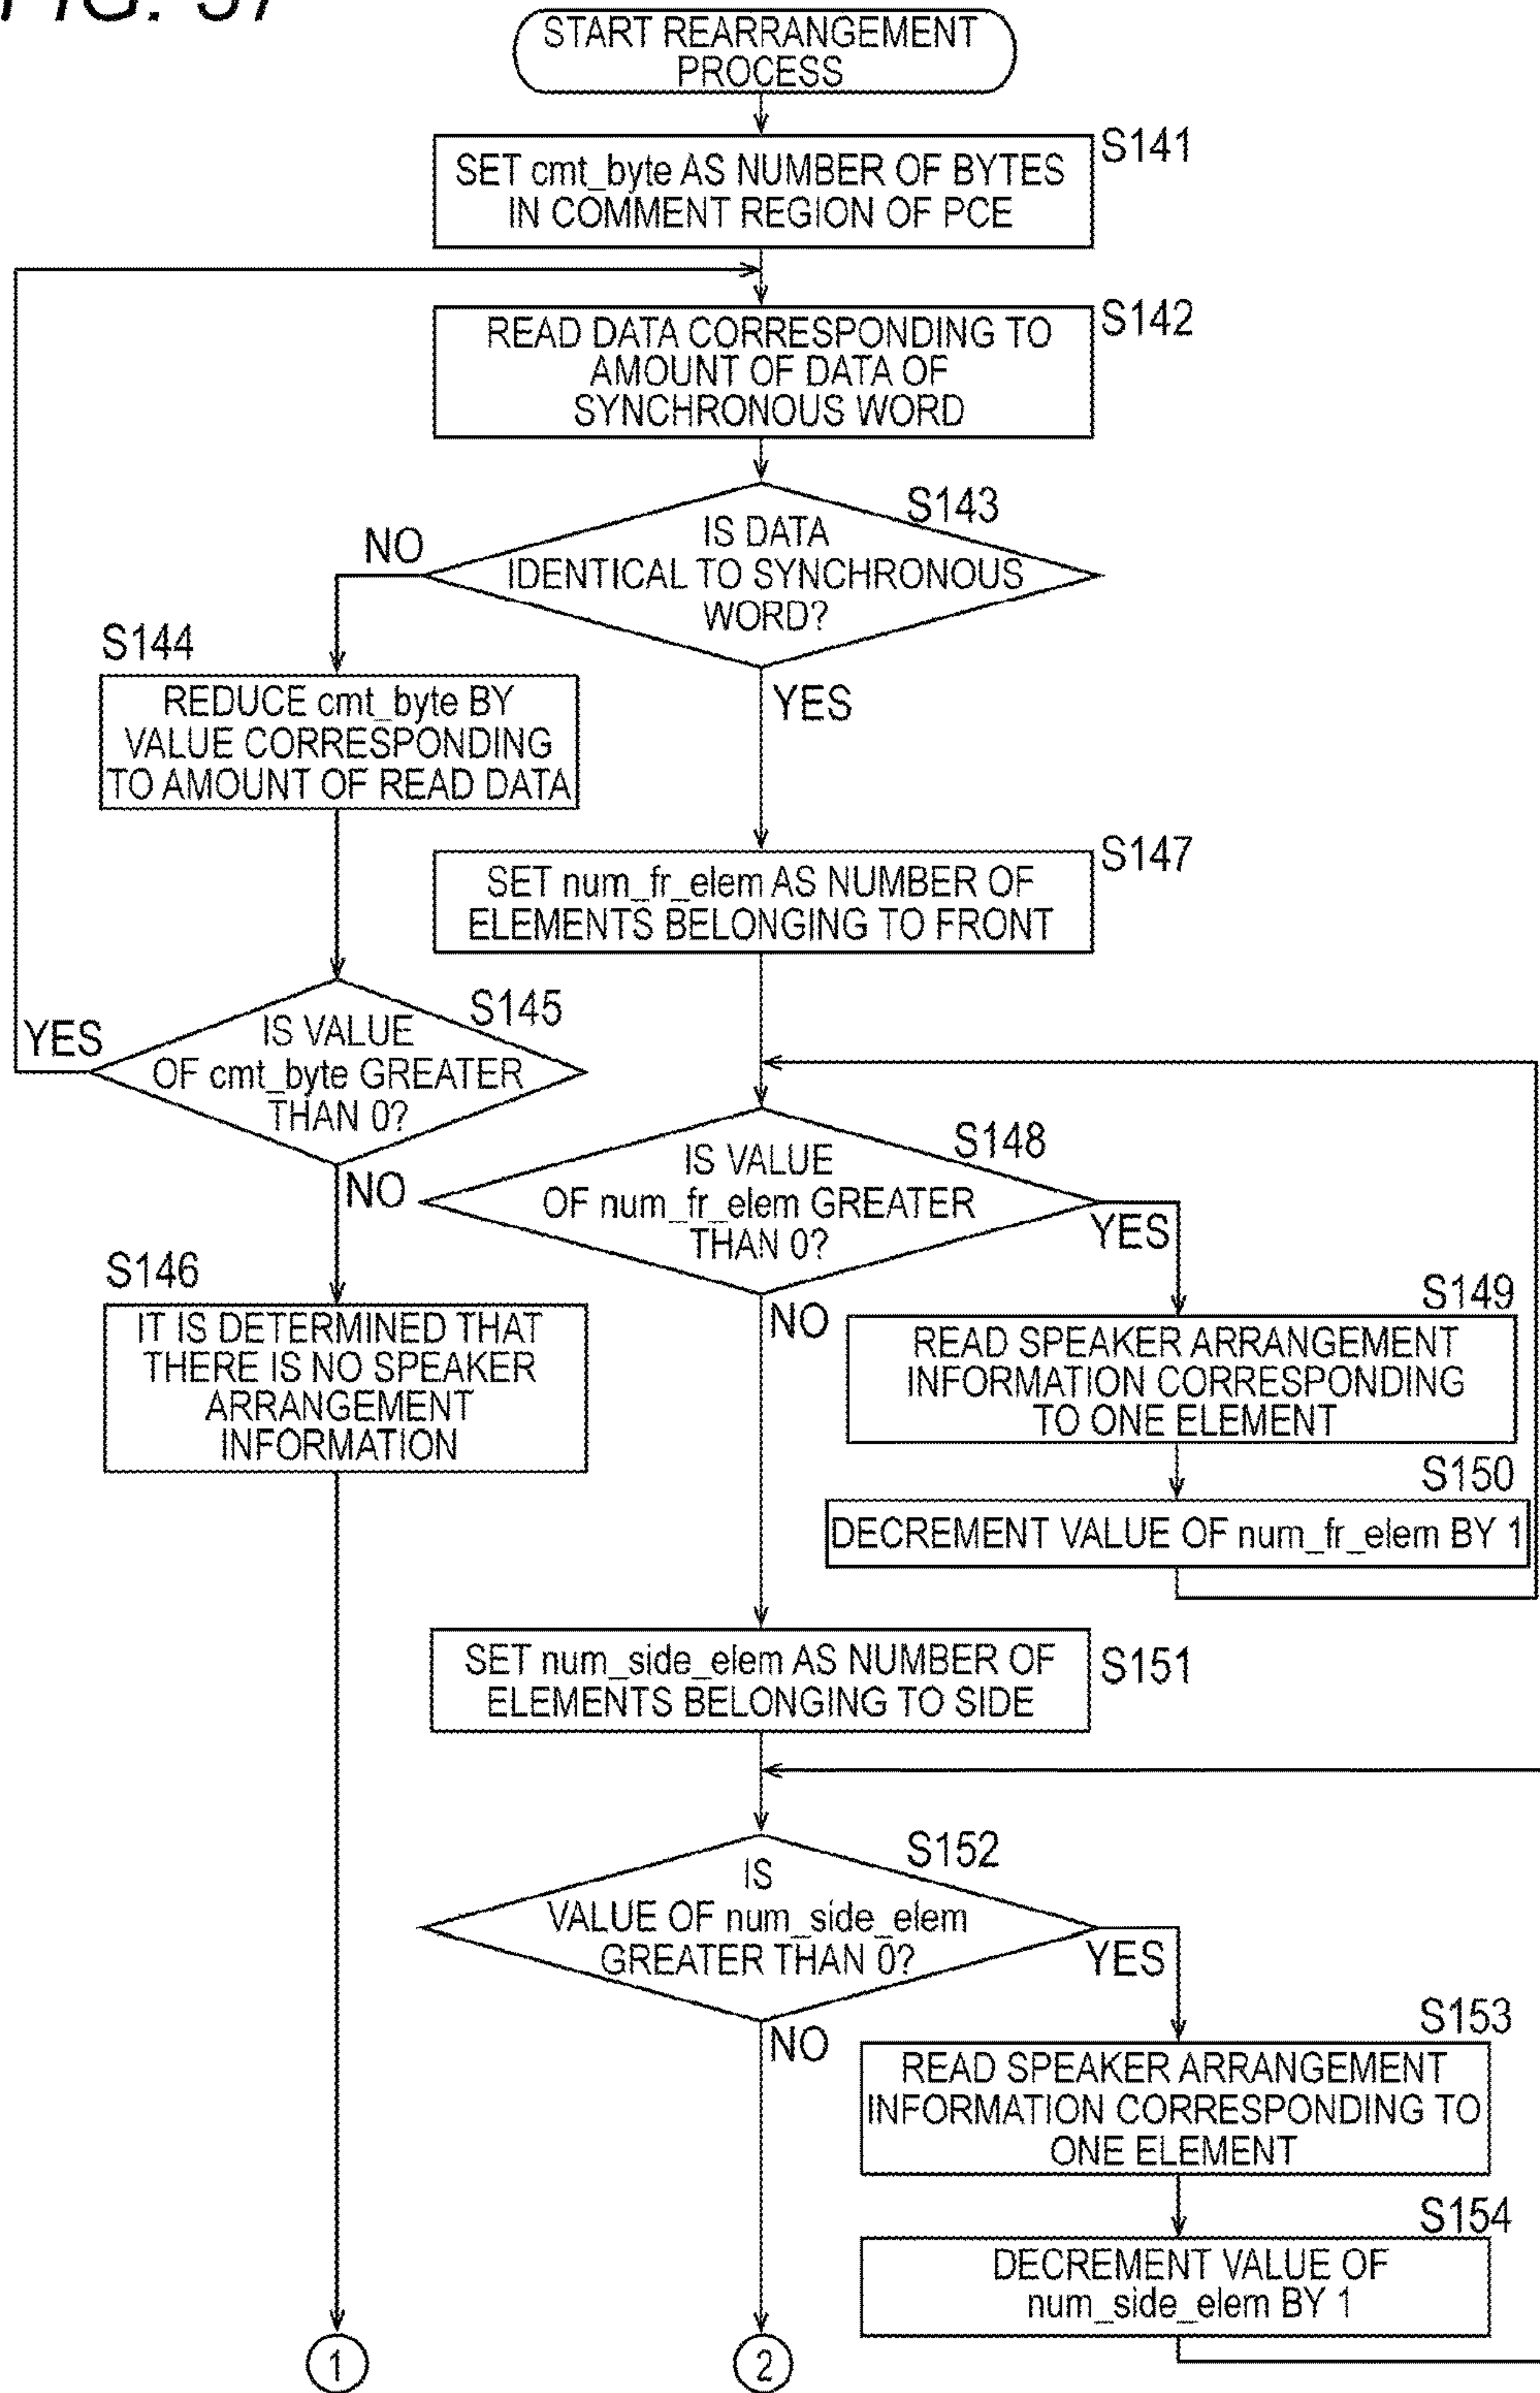 FIG. 37
START REARRANGEMENT
PROCESS
S141
SET cmt_byte AS NUMBER OF BYTES
IN COMMENT REGION OF PCE
S142
READ DATA CORRESPONDING TO
AMOUNT OF DATA OF
SYNCHRONOUS WORD
S143
IS DATA
IDENTICAL TO SYNCHRONOUS
WORD?
NO
YES
S144
REDUCE cmt_byte BY
VALUE CORRESPONDING
TO AMOUNT OF READ DATA
S147
SET num_fr_elem AS NUMBER OF
ELEMENTS BELONGING TO FRONT
S145
IS VALUE
OF cmt_byte GREATER
THAN 0?
YES
NO
S148
IS VALUE
OF num_fr_elem GREATER
THAN 0?
YES
NO
S146
IT IS DETERMINED THAT
THERE IS NO SPEAKER
ARRANGEMENT
INFORMATION
S149
READ SPEAKER ARRANGEMENT
INFORMATION CORRESPONDING
TO ONE ELEMENT
S150
DECREMENT VALUE OF num_fr_elem BY 1
S151
SET num_side_elem AS NUMBER OF
ELEMENTS BELONGING TO SIDE
S152
IS
VALUE OF num_side_elem
GREATER THAN 0?
YES
NO
S153
READ SPEAKER ARRANGEMENT
INFORMATION CORRESPONDING TO
ONE ELEMENT
S154
DECREMENT VALUE OF
num_side_elem BY 1
1
2